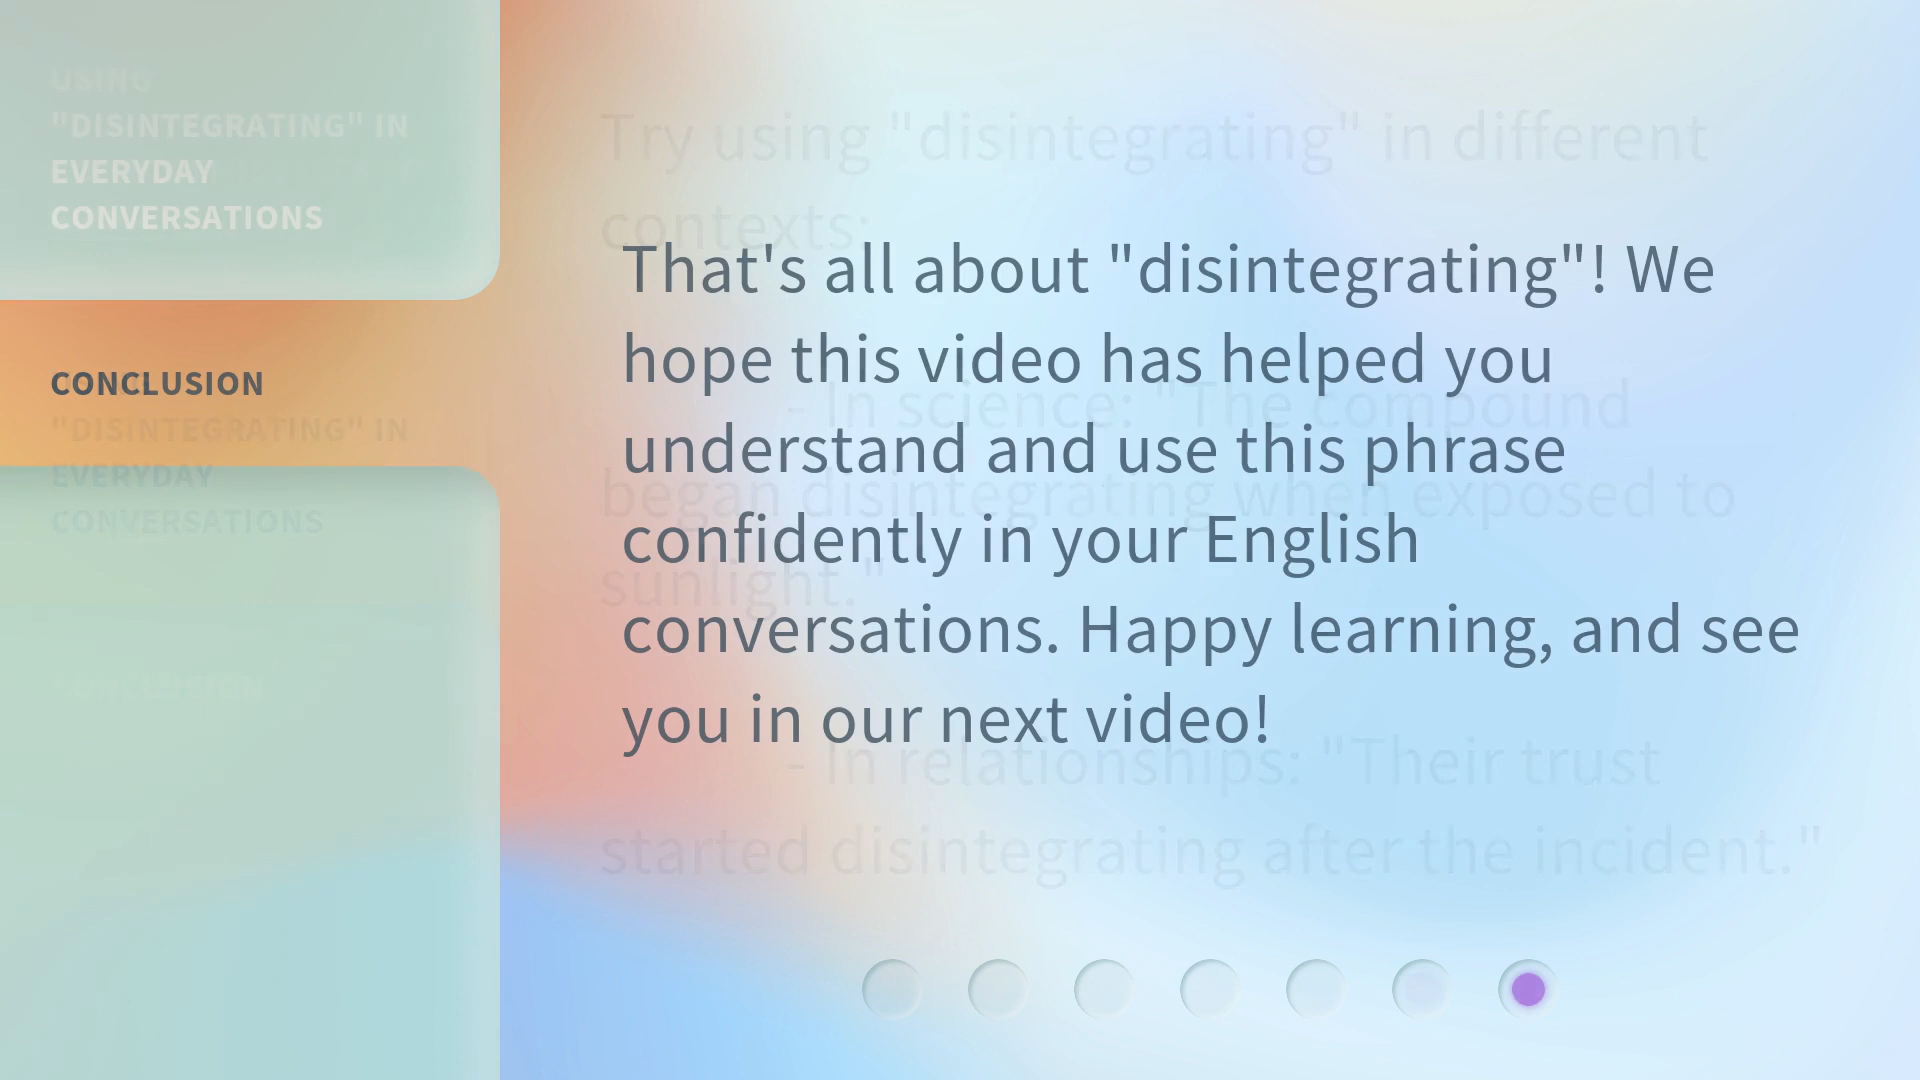 USING
"DISINTEGRATING" IN
EVERYDAY
CONVERSATIONS
CONCLUSION
"DISINTEGRATING" IN
EVERYDAY
CONVERSATIONS
CONCLUSION
Try using "disintegrating" in different
contexts:
- In science: "The compound
began disintegrating when exposed to
sunlight."
- In relationships: "Their trust
started disintegrating after the incident."
That's all about "disintegrating"! We
hope this video has helped you
understand and use this phrase
confidently in your English
conversations. Happy learning, and see
you in our next video!